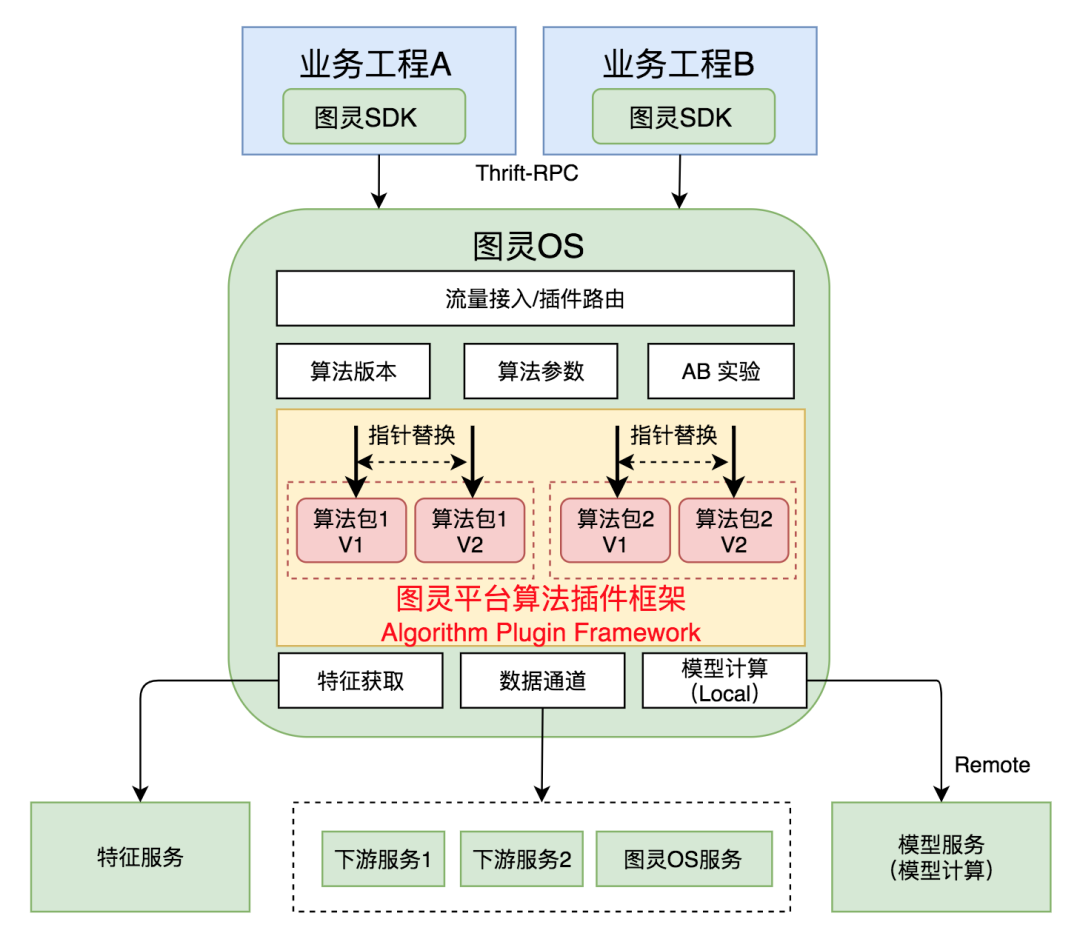 业务工程A
业务工程B
图灵SDK
图灵SDK
Thrift-RPC
图灵OS
流量接入/插件路由
算法版本
算法参数
AB 实验
指针替换
指针替换
算法包1
V1
算法包1
V2
算法包2
V1
算法包2
V2
图灵平台算法插件框架
Algorithm Plugin Framework
特征获取
数据通道
模型计算
（Local）
Remote
特征服务
下游服务1
下游服务2
图灵OS服务
模型服务
（模型计算）